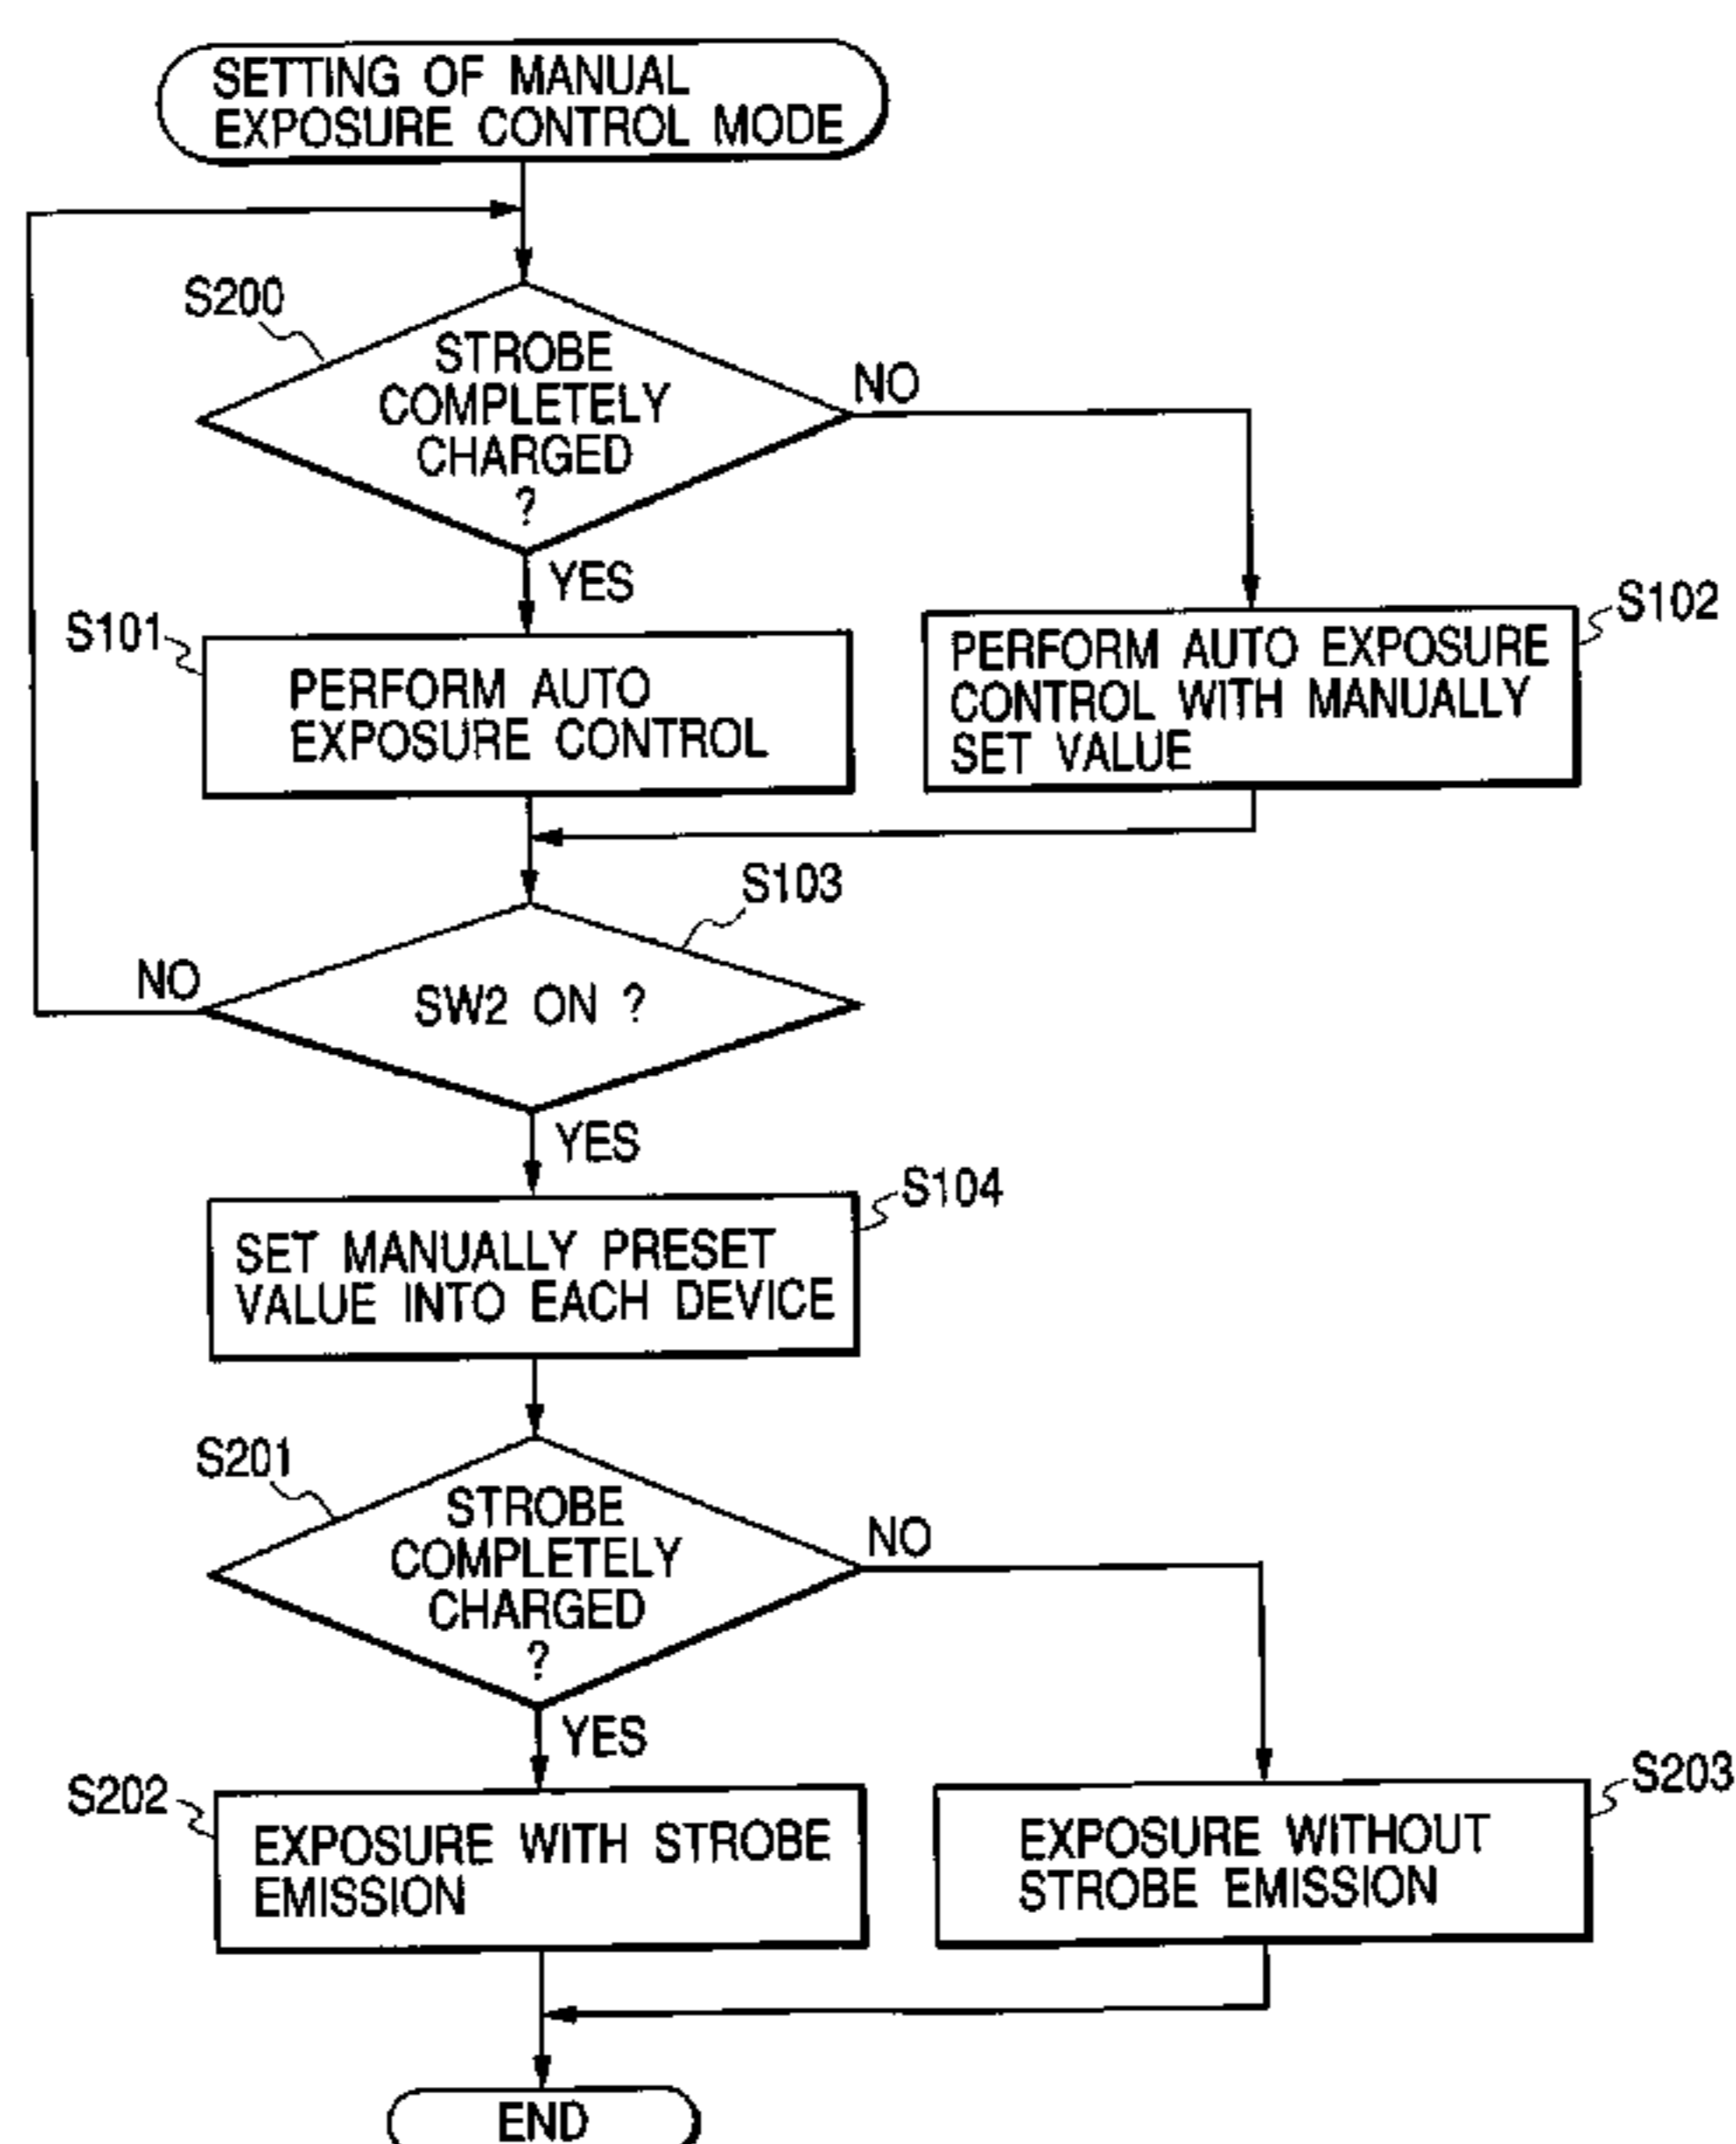 SETTING OF MANUAL
EXPOSURE CONTROL MODE
S200
STROBE
COMPLETELY
CHARGED
?
NO
YES
S101
PERFORM AUTO
EXPOSURE CONTROL
S102
PERFORM AUTO EXPOSURE
CONTROL WITH MANUALLY
SET VALUE
S103
NO
SW2 ON ?
YES
S104
SET MANUALLY PRESET
VALUE INTO EACH DEVICE
S201
STROBE
COMPLETELY
CHARGED
?
NO
YES
S202
EXPOSURE WITH STROBE
EMISSION
S203
EXPOSURE WITHOUT
STROBE EMISSION
END